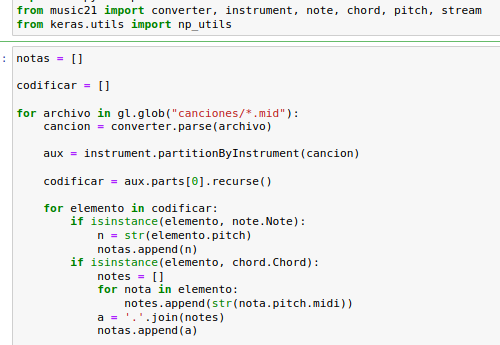 from music21 import converter, instrument, note, chord, pitch, stream
from keras.utils import np_utils
: notas = []
codificar = []
for archivo in gl.glob("canciones/*.mid"):
    cancion = converter.parse(archivo)
    aux = instrument.partitionByInstrument(cancion)
    codificar = aux.parts[0].recurse()
    for elemento in codificar:
        if isinstance(elemento, note.Note):
            n = str(elemento.pitch)
            notas.append(n)
        if isinstance(elemento, chord.Chord):
            notes = []
            for nota in elemento:
                notes.append(str(nota.pitch.midi))
            a = '.'.join(notes)
            notas.append(a)